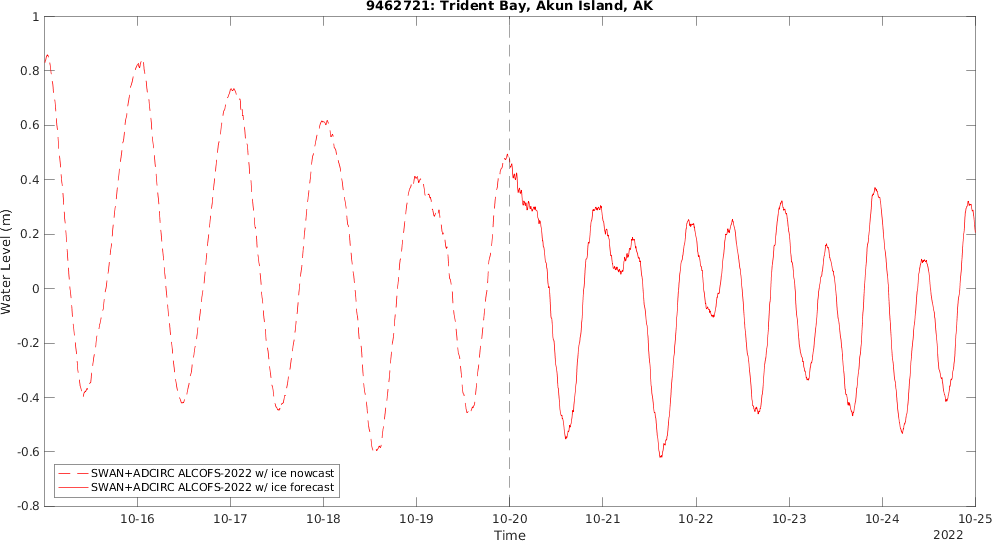 9462721: Trident Bay, Akun Island, AK
Water Level (m)
1
0.8
0.6
0.4
0.2
0
-0.2
-0.4
-0.6
-0.8
SWAN+ADCIRC ALCOFS-2022 w/ ice nowcast
SWAN+ADCIRC ALCOFS-2022 w/ ice forecast
10-16 10-17 10-18 10-19 10-20 10-21 10-22 10-23 10-24 10-25
Time
2022